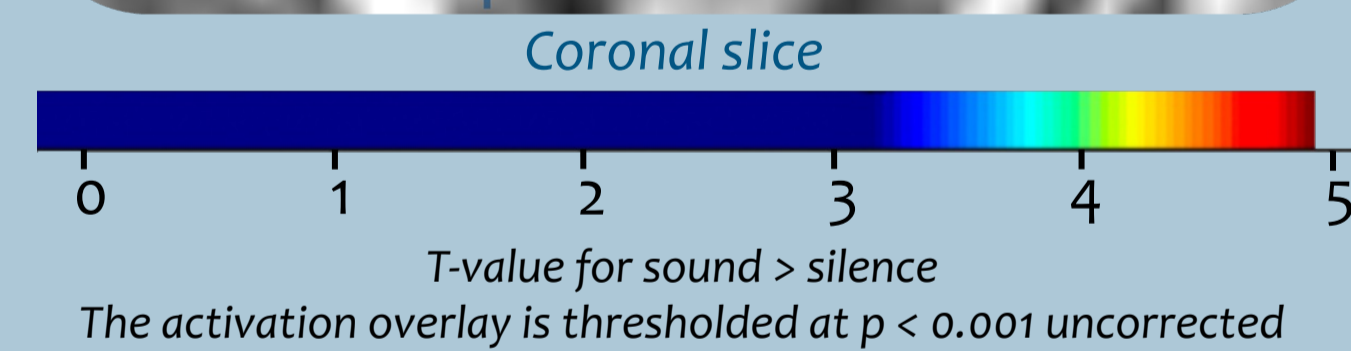 Coronal slice
0 1 2 3 4 5
T-value for sound > silence
The activation overlay is thresholded at p < 0.001 uncorrected